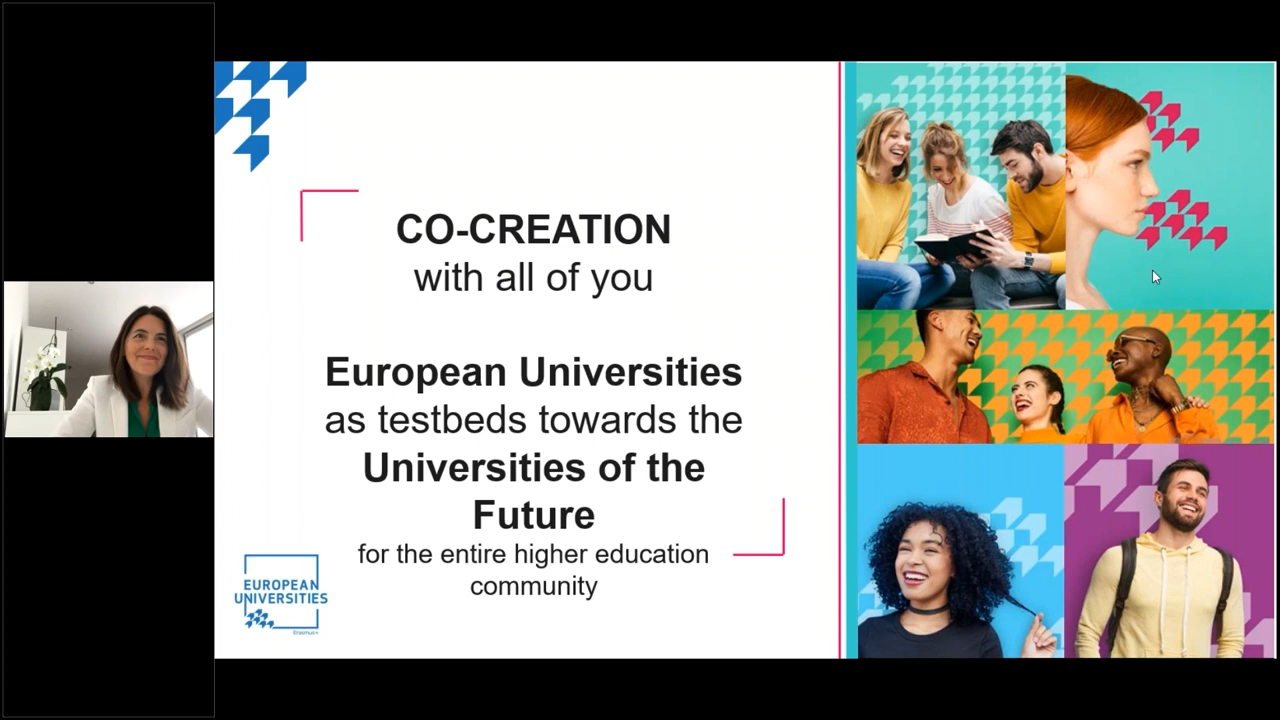 CO-CREATION
with all of you
European Universities
as testbeds towards the
Universities of the
Future
for the entire higher education
community
EUROPEAN
UNIVERSITIES
Erasmus+